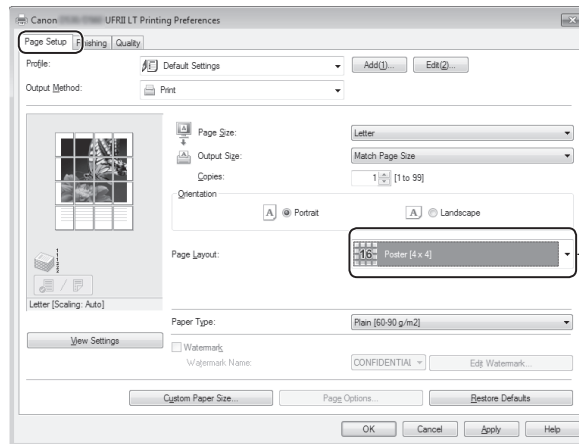 Canon UFRII LT Printing Preferences
Page Setup Finishing Quality
Profile: Default Settings Add(1)... Edit(2)...
Output Method: Print
Page Size: Letter
Output Size: Match Page Size
Copies: 1 [1 to 99]
Orientation
A Portrait A Landscape
Page Layout: 16 Poster [4 x 4]
Letter [Scaling: Auto]
Paper Type: Plain [60-90 g/m2]
View Settings
Watermark
Watermark Name: CONFIDENTIAL Edit Watermark...
Custom Paper Size... Page Options... Restore Defaults
OK Cancel Apply Help